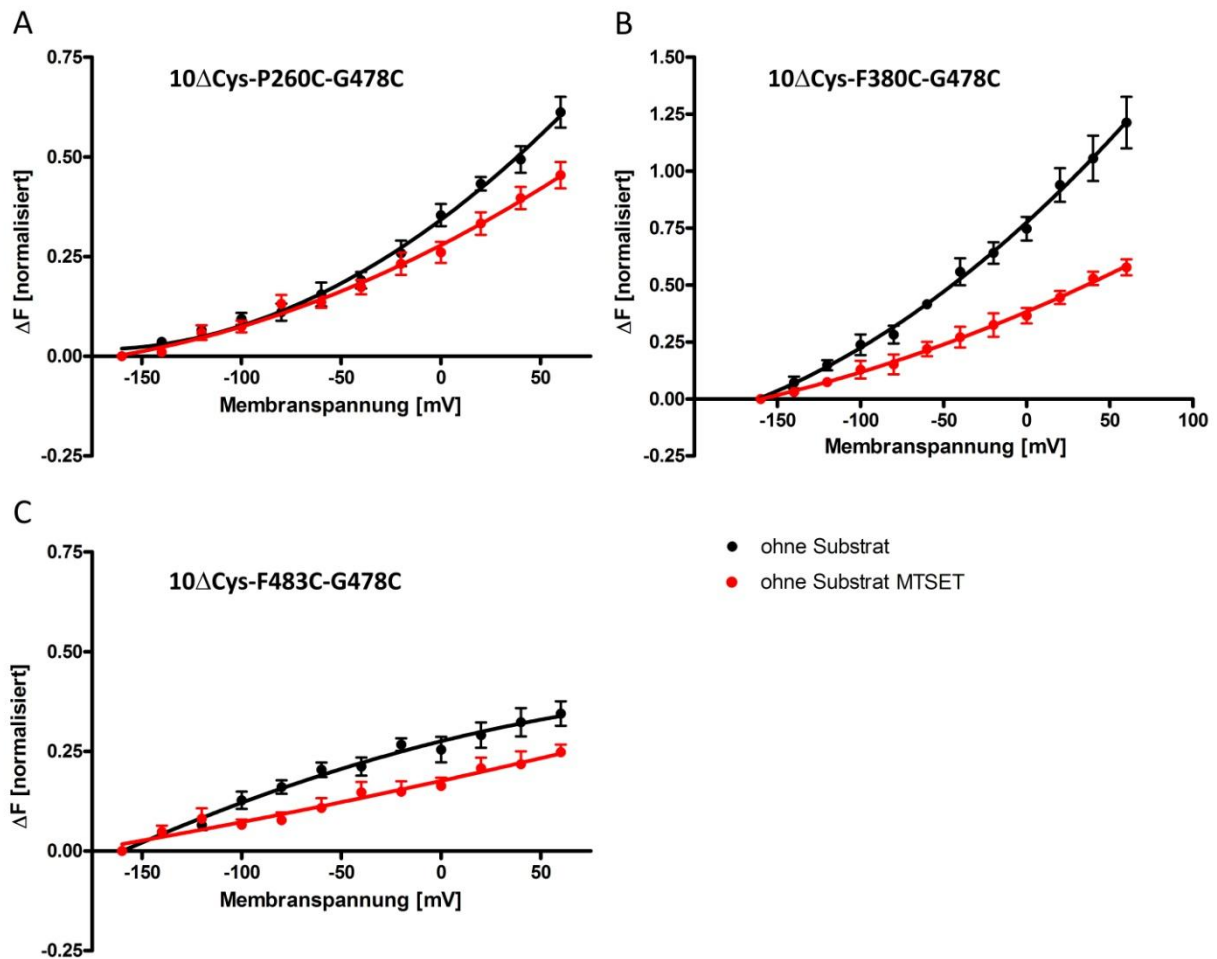 A
10ΔCys-P260C-G478C
ΔF [normalisiert]
0.75
0.50
0.25
0.00
-0.25
-150 -100 -50 0 50
Membranspannung [mV]
B
10ΔCys-F380C-G478C
ΔF [normalisiert]
1.50
1.25
1.00
0.75
0.50
0.25
0.00
-0.25
-150 -100 -50 0 50 100
Membranspannung [mV]
C
10ΔCys-F483C-G478C
ΔF [normalisiert]
0.75
0.50
0.25
0.00
-0.25
-150 -100 -50 0 50
Membranspannung [mV]
ohne Substrat
ohne Substrat MTSET